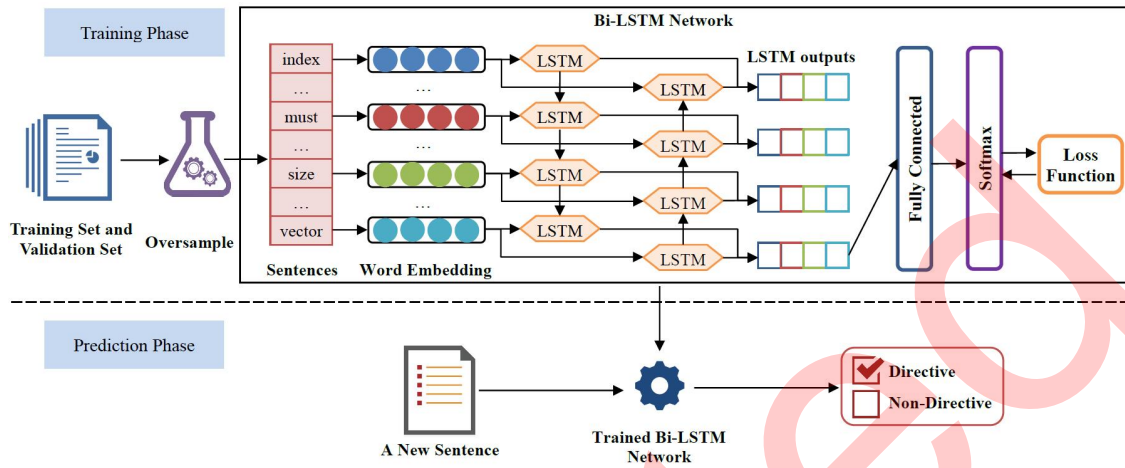 Training Phase
Bi-LSTM Network
index
...
must
...
size
...
vector
...
...
LSTM
LSTM
LSTM
LSTM
LSTM
LSTM
LSTM
LSTM
LSTM outputs
Fully Connected
Softmax
Loss
Function
Training Set and
Validation Set
Oversample
Sentences
Word Embedding
Prediction Phase
A New Sentence
Trained Bi-LSTM
Network
Directive
Non-Directive